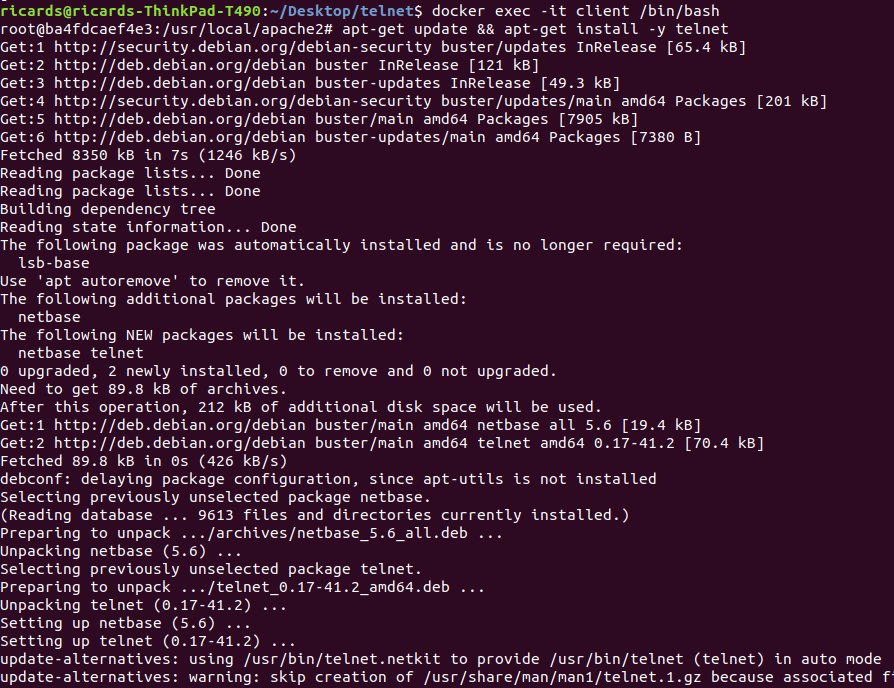 ricards@ricards-ThinkPad-T490:~/Desktop/telnet$ docker exec -it client /bin/bash
root@ba4fdcaef4e3:/usr/local/apache2# apt-get update && apt-get install -y telnet
Get:1 http://security.debian.org/debian-security buster/updates InRelease [65.4 kB]
Get:2 http://deb.debian.org/debian buster InRelease [121 kB]
Get:3 http://deb.debian.org/debian buster-updates InRelease [49.3 kB]
Get:4 http://security.debian.org/debian-security buster/updates/main amd64 Packages [201 kB]
Get:5 http://deb.debian.org/debian buster/main amd64 Packages [7905 kB]
Get:6 http://deb.debian.org/debian buster-updates/main amd64 Packages [7380 B]
Fetched 8350 kB in 7s (1246 kB/s)
Reading package lists... Done
Reading package lists... Done
Building dependency tree
Reading state information... Done
The following package was automatically installed and is no longer required:
  lsb-base
Use 'apt autoremove' to remove it.
The following additional packages will be installed:
  netbase
The following NEW packages will be installed:
  netbase telnet
0 upgraded, 2 newly installed, 0 to remove and 0 not upgraded.
Need to get 89.8 kB of archives.
After this operation, 212 kB of additional disk space will be used.
Get:1 http://deb.debian.org/debian buster/main amd64 netbase all 5.6 [19.4 kB]
Get:2 http://deb.debian.org/debian buster/main amd64 telnet amd64 0.17-41.2 [70.4 kB]
Fetched 89.8 kB in 0s (426 kB/s)
debconf: delaying package configuration, since apt-utils is not installed
Selecting previously unselected package netbase.
(Reading database ... 9613 files and directories currently installed.)
Preparing to unpack .../archives/netbase_5.6_all.deb ...
Unpacking netbase (5.6) ...
Selecting previously unselected package telnet.
Preparing to unpack .../telnet_0.17-41.2_amd64.deb ...
Unpacking telnet (0.17-41.2) ...
Setting up netbase (5.6) ...
Setting up telnet (0.17-41.2) ...
update-alternatives: using /usr/bin/telnet.netkit to provide /usr/bin/telnet (telnet) in auto mode
update-alternatives: warning: skip creation of /usr/share/man/man1/telnet.1.gz because associated fi